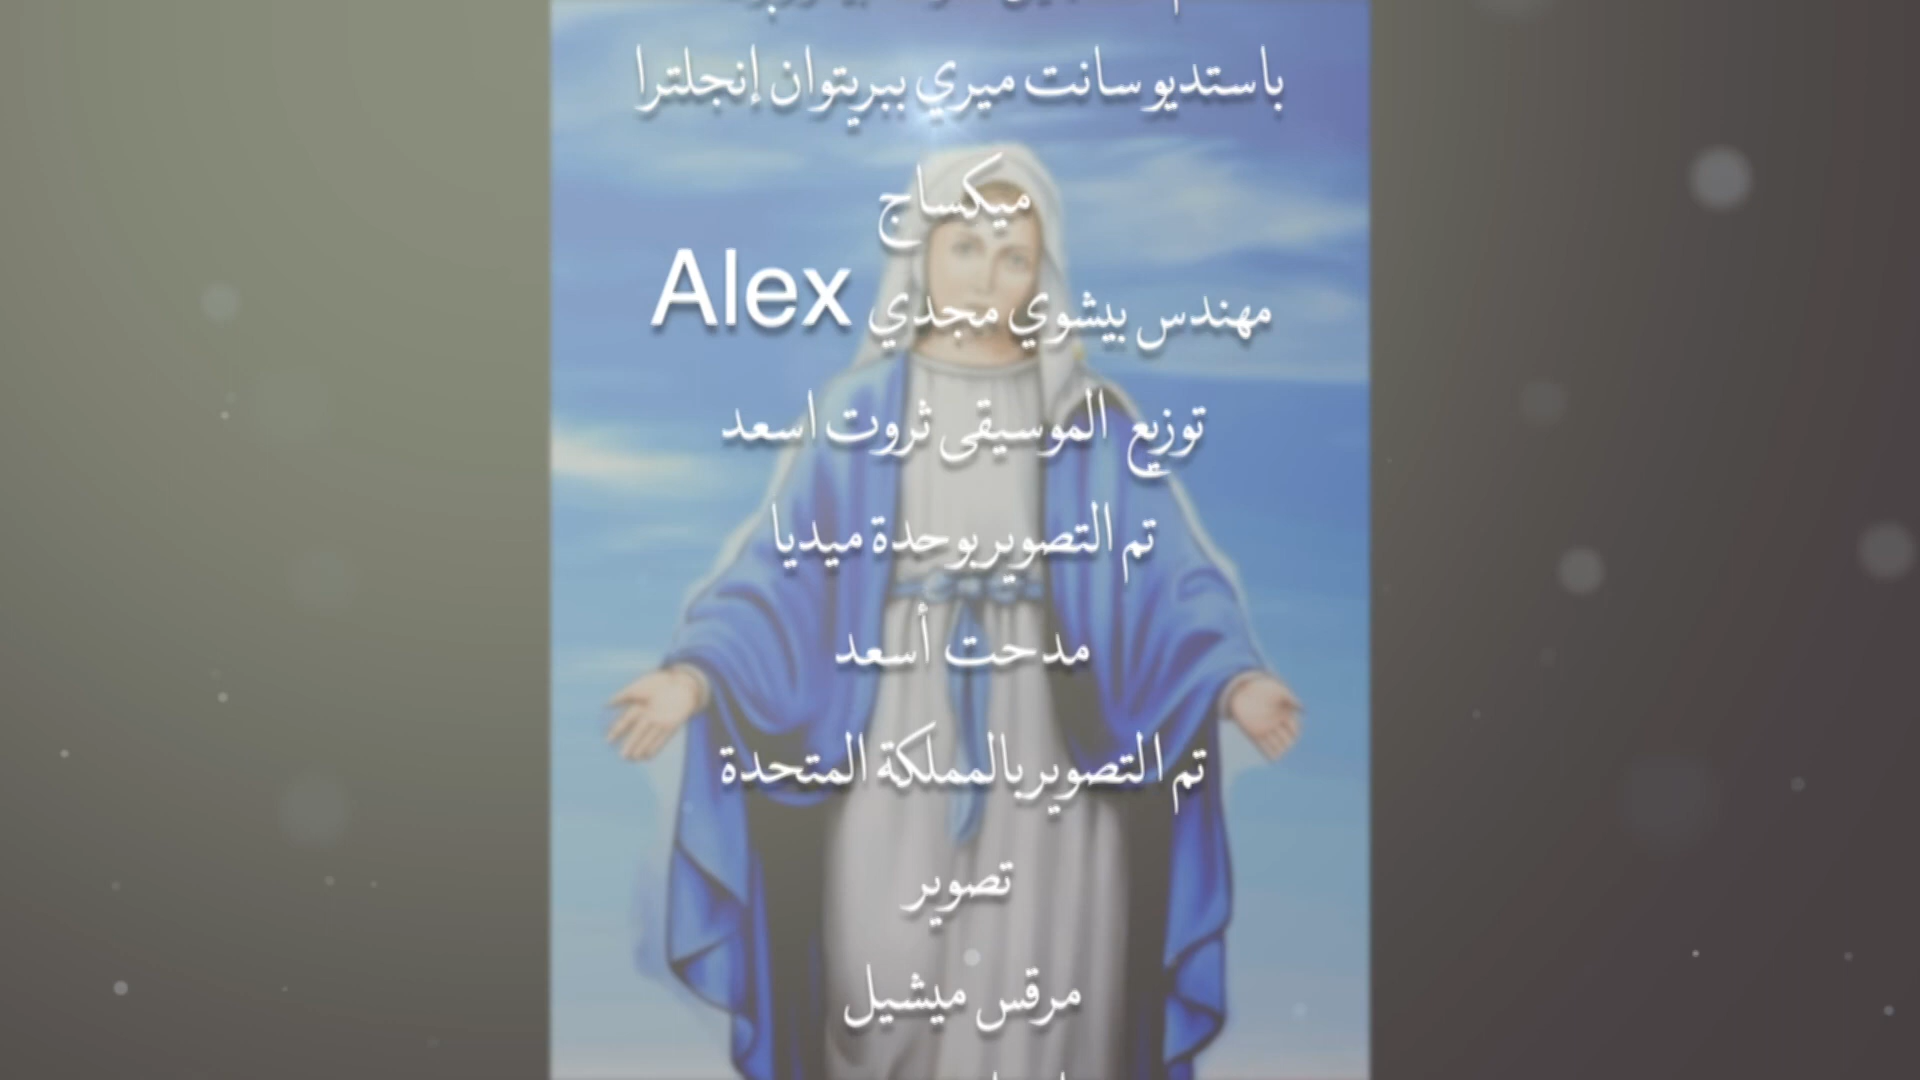 باستديو سانت ميري ببريتوان إنجلترا
ميكساج
مهندس بيشوي مجدي Alex
توزيع الموسيقى ثروت اسعد
تم التصوير بوحدة ميديا
مدحت أسعد
تم التصوير بالمملكة المتحدة
تصوير
مرقس ميشيل